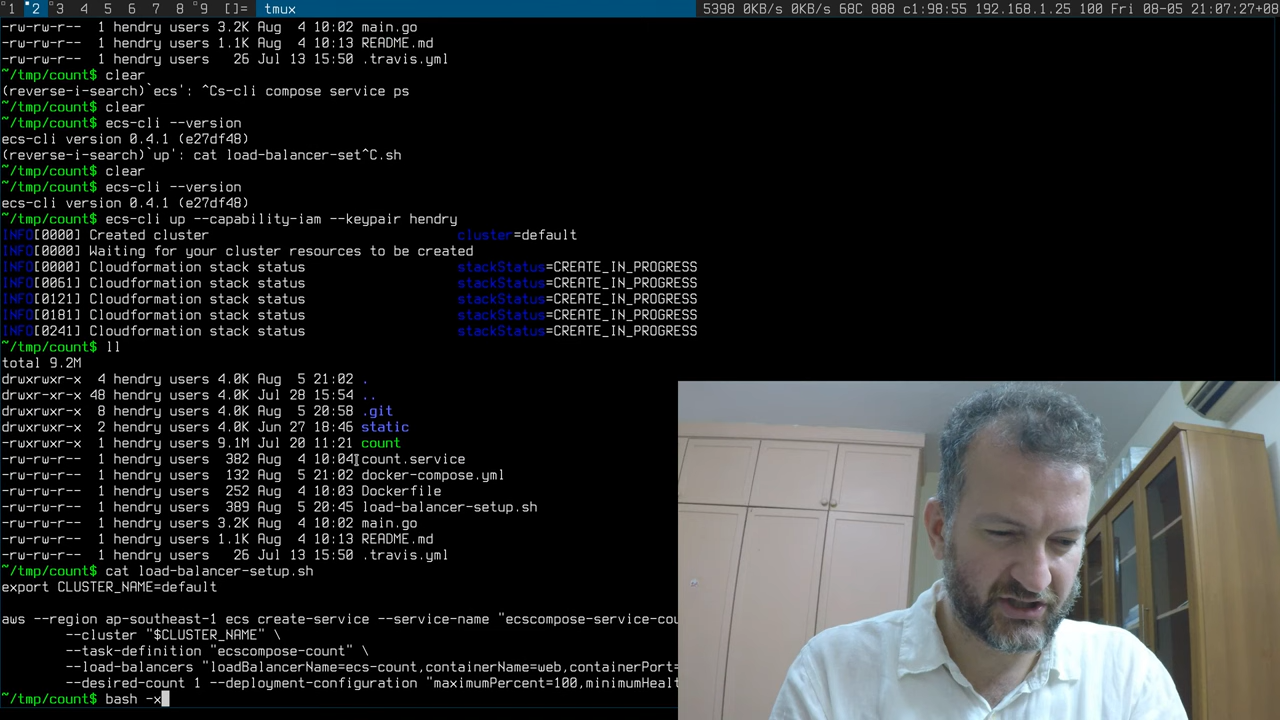 1 *2 3 4 5 6 7 8 9 []= tmux 5398 0KB/s 0KB/s 68C 888 c1:98:55 192.168.1.25 100 Fri 08-05 21:07:27+08
-rw-rw-r-- 1 hendry users 3.2K Aug 4 10:02 main.go
-rw-rw-r-- 1 hendry users 1.1K Aug 4 10:13 README.md
-rw-rw-r-- 1 hendry users 26 Jul 13 15:50 .travis.yml
~/tmp/count$ clear
(reverse-i-search)`ecs': ^Cs-cli compose service ps
~/tmp/count$ clear
~/tmp/count$ ecs-cli --version
ecs-cli version 0.4.1 (e27df48)
(reverse-i-search)`up': cat load-balancer-set^C.sh
~/tmp/count$ clear
~/tmp/count$ ecs-cli --version
ecs-cli version 0.4.1 (e27df48)
~/tmp/count$ ecs-cli up --capability-iam --keypair hendry
INFO[0000] Created cluster cluster=default
INFO[0000] Waiting for your cluster resources to be created
INFO[0000] Cloudformation stack status stackStatus=CREATE_IN_PROGRESS
INFO[0061] Cloudformation stack status stackStatus=CREATE_IN_PROGRESS
INFO[0121] Cloudformation stack status stackStatus=CREATE_IN_PROGRESS
INFO[0181] Cloudformation stack status stackStatus=CREATE_IN_PROGRESS
INFO[0241] Cloudformation stack status stackStatus=CREATE_IN_PROGRESS
~/tmp/count$ ll
total 9.2M
drwxrwxr-x 4 hendry users 4.0K Aug 5 21:02 .
drwxr-xr-x 48 hendry users 4.0K Jul 28 15:54 ..
drwxrwxr-x 8 hendry users 4.0K Aug 5 20:58 .git
drwxrwxr-x 2 hendry users 4.0K Jun 27 18:46 static
-rwxrwxr-x 1 hendry users 9.1M Jul 20 11:21 count
-rw-rw-r-- 1 hendry users 382 Aug 4 10:04 count.service
-rw-rw-r-- 1 hendry users 132 Aug 5 21:02 docker-compose.yml
-rw-rw-r-- 1 hendry users 252 Aug 4 10:03 Dockerfile
-rw-rw-r-- 1 hendry users 389 Aug 5 20:45 load-balancer-setup.sh
-rw-rw-r-- 1 hendry users 3.2K Aug 4 10:02 main.go
-rw-rw-r-- 1 hendry users 1.1K Aug 4 10:13 README.md
-rw-rw-r-- 1 hendry users 26 Jul 13 15:50 .travis.yml
~/tmp/count$ cat load-balancer-setup.sh
export CLUSTER_NAME=default
aws --region ap-southeast-1 ecs create-service --service-name "ecscompose-service-cou
--cluster "$CLUSTER_NAME" \
--task-definition "ecscompose-count" \
--load-balancers "loadBalancerName=ecs-count,containerName=web,containerPort=
--desired-count 1 --deployment-configuration "maximumPercent=100,minimumHeal
~/tmp/count$ bash -x